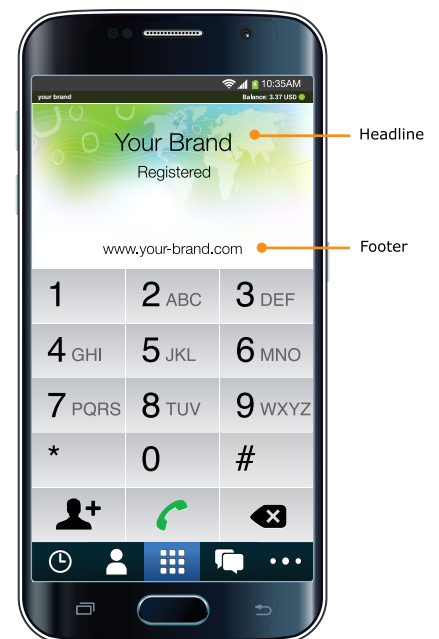 10:35AM
your brand Balance: 3.37 USD
Your Brand
Headline
Registered
www.your-brand.com
Footer
1 2 ABC 3 DEF
4 GHI 5 JKL 6 MNO
7 PQRS 8 TUV 9 WXYZ
* 0 #